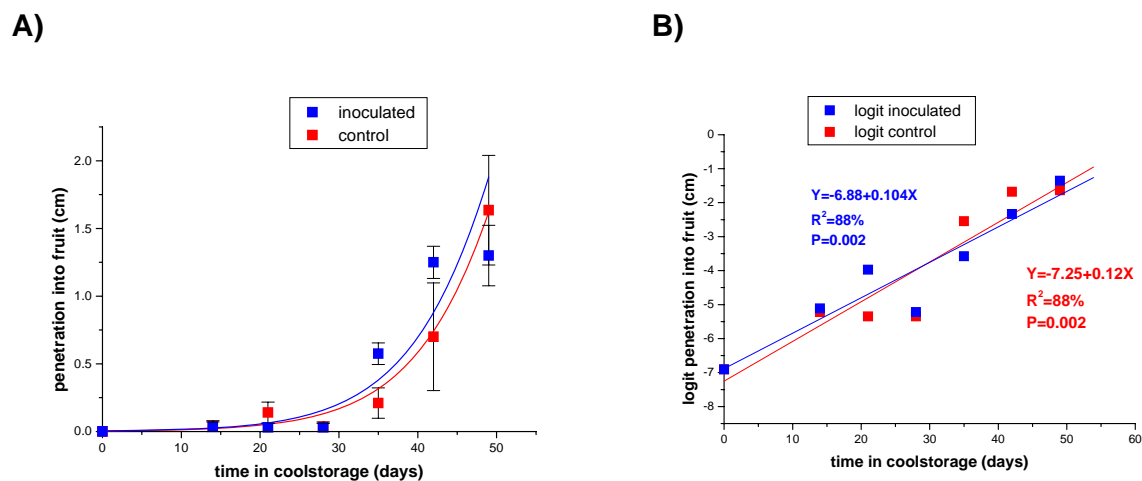 A)
B)
inoculated
control
logit inoculated
logit control
2.0
1.5
1.0
0.5
0.0
penetration into fruit (cm)
0 10 20 30 40 50
time in coolstorage (days)
0
-1
-2
-3
-4
-5
-6
-7
-8
logit penetration into fruit (cm)
Y=-6.88+0.104X
R²=88%
P=0.002
Y=-7.25+0.12X
R²=88%
P=0.002
0 10 20 30 40 50 60
time in coolstorage (days)